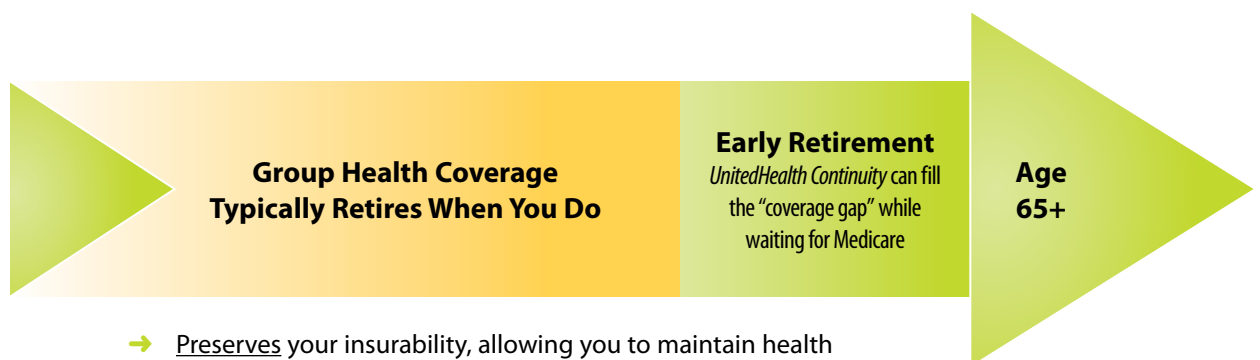 Group Health Coverage
Typically Retires When You Do
Early Retirement
UnitedHealth Continuity can fill
the “coverage gap” while
waiting for Medicare
Age
65+
➜ Preserves your insurability, allowing you to maintain health